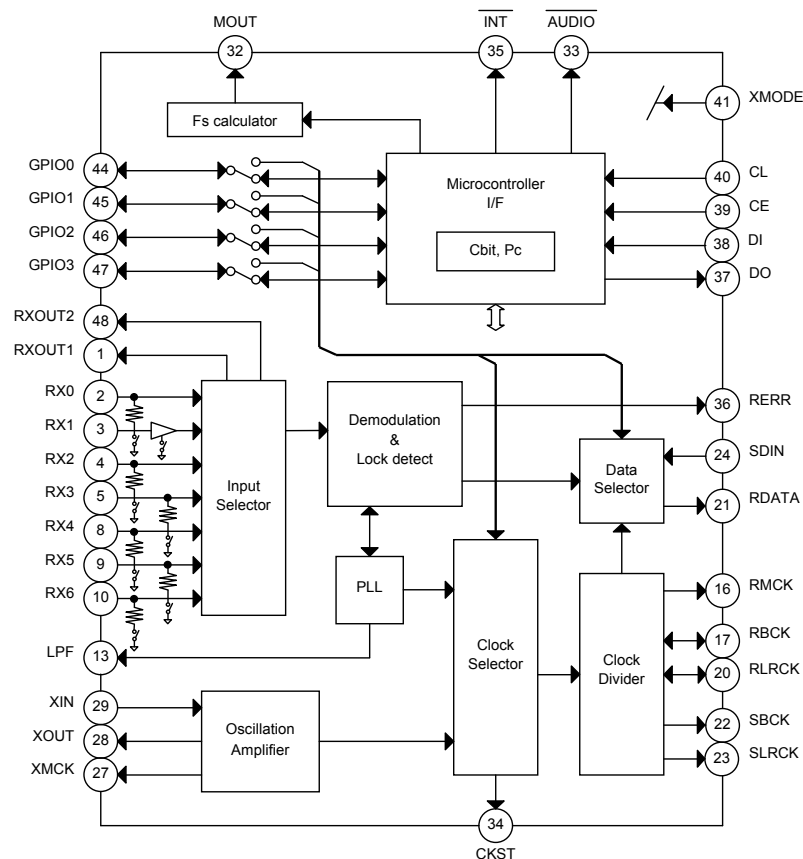 MOUT
INT
AUDIO
32
35
33
41
XMODE
Fs calculator
GPIO0
44
GPIO1
45
GPIO2
46
GPIO3
47
Microcontroller
I/F
Cbit, Pc
40
CL
39
CE
38
DI
37
DO
RXOUT2
48
RXOUT1
1
RX0
2
RX1
3
RX2
4
RX3
5
RX4
8
RX5
9
RX6
10
LPF
13
Input
Selector
Demodulation
&
Lock detect
36
RERR
24
SDIN
21
RDATA
Data
Selector
PLL
Clock
Selector
Clock
Divider
16
RMCK
17
RBCK
20
RLRCK
22
SBCK
23
SLRCK
XIN
29
XOUT
28
XMCK
27
Oscillation
Amplifier
34
CKST